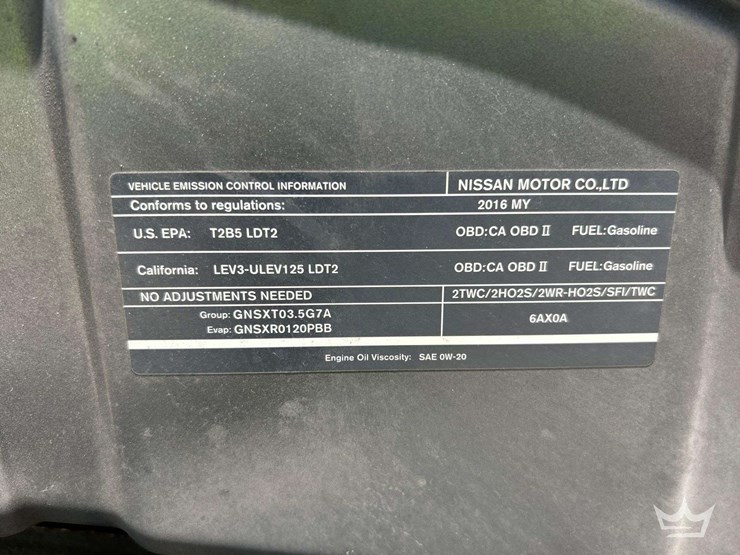 VEHICLE EMISSION CONTROL INFORMATION NISSAN MOTOR CO.,LTD
Conforms to regulations: 2016 MY
U.S. EPA: T2B5 LDT2 OBD:CA OBD II FUEL:Gasoline
California: LEV3-ULEV125 LDT2 OBD:CA OBD II FUEL:Gasoline
NO ADJUSTMENTS NEEDED 2TWC/2HO2S/2WR-HO2S/SFI/TWC
Group: GNSXT03.5G7A 6AX0A
Evap: GNSXR0120PBB
Engine Oil Viscosity: SAE 0W-20